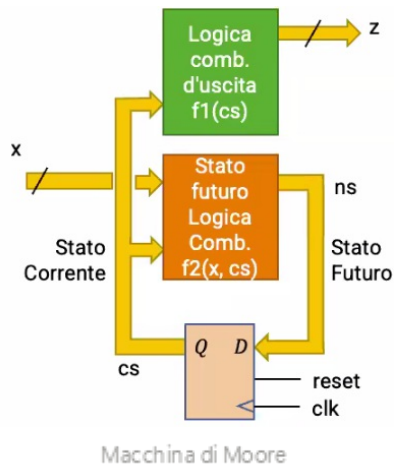 Logica
comb.
d'uscita
f1(cs)
z
x
Stato
futuro
Logica
Comb.
f2(x, cs)
ns
Stato
Corrente
Stato
Futuro
Q D
cs
reset
clk
Macchina di Moore